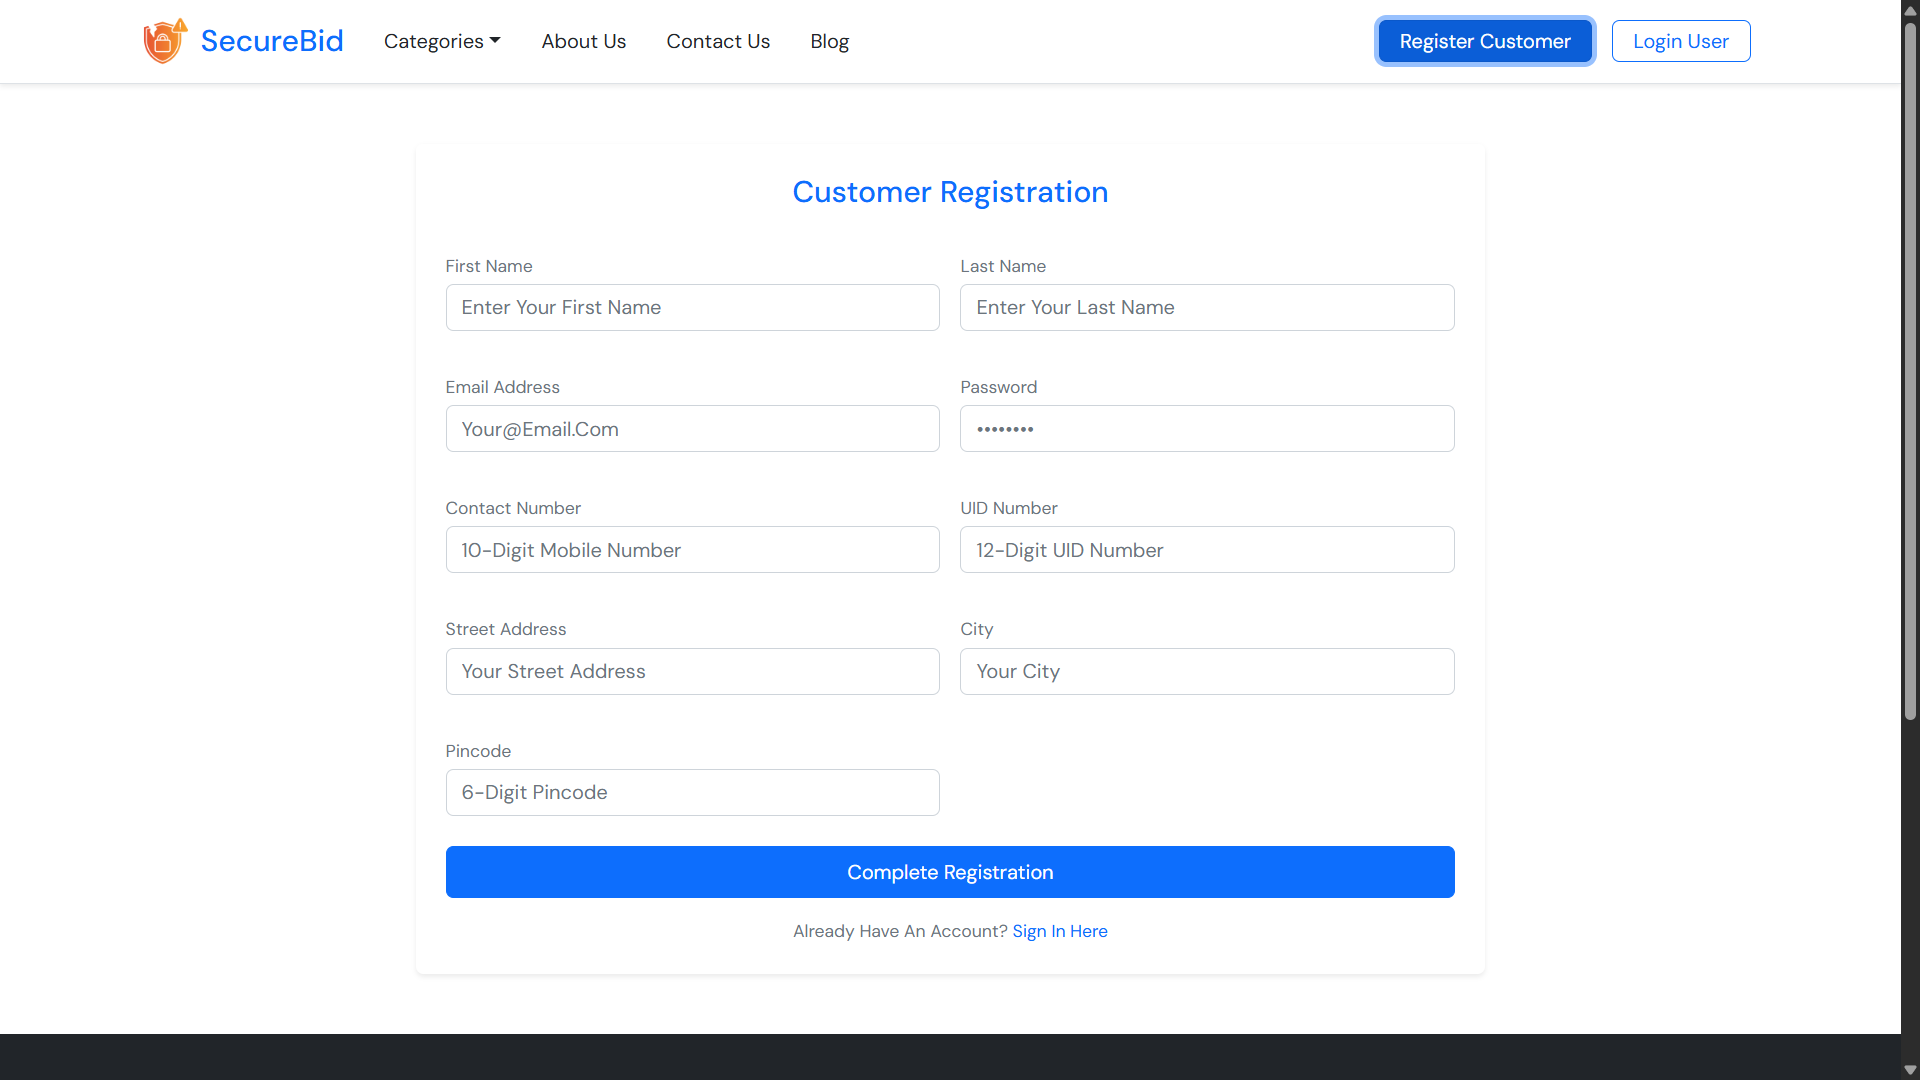 SecureBid Categories About Us Contact Us Blog Register Customer Login User
Customer Registration
First Name Last Name
Enter Your First Name Enter Your Last Name
Email Address Password
Your@Email.Com ••••••••
Contact Number UID Number
10-Digit Mobile Number 12-Digit UID Number
Street Address City
Your Street Address Your City
Pincode
6-Digit Pincode
Complete Registration
Already Have An Account? Sign In Here